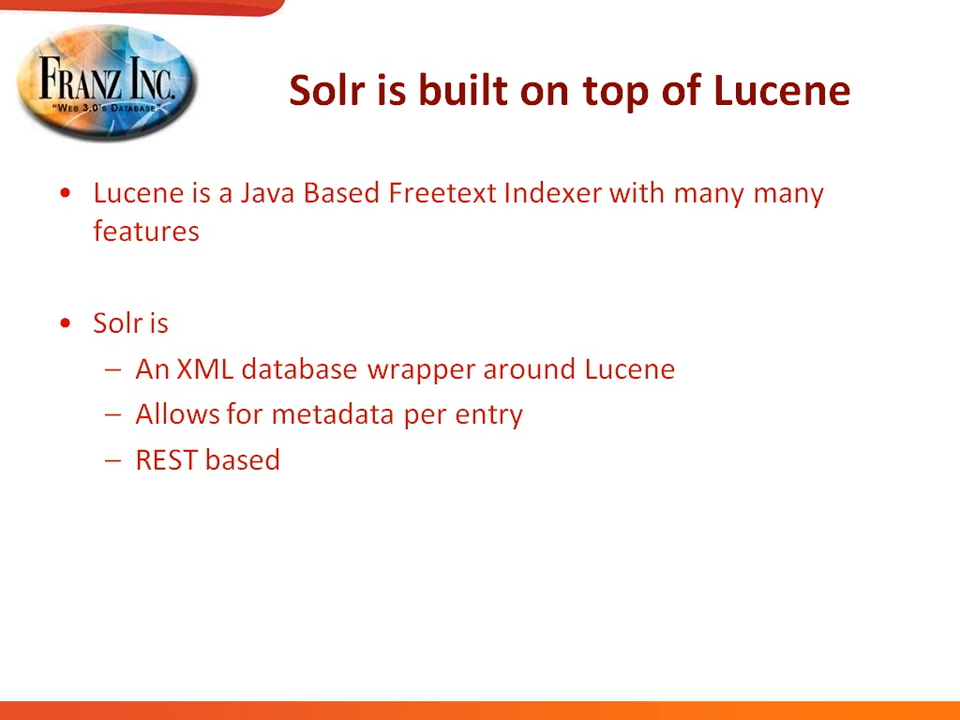 FRANZ INC.
"WEB 3.0'S DATABASE"
Solr is built on top of Lucene
• Lucene is a Java Based Freetext Indexer with many many
features
• Solr is
– An XML database wrapper around Lucene
– Allows for metadata per entry
– REST based